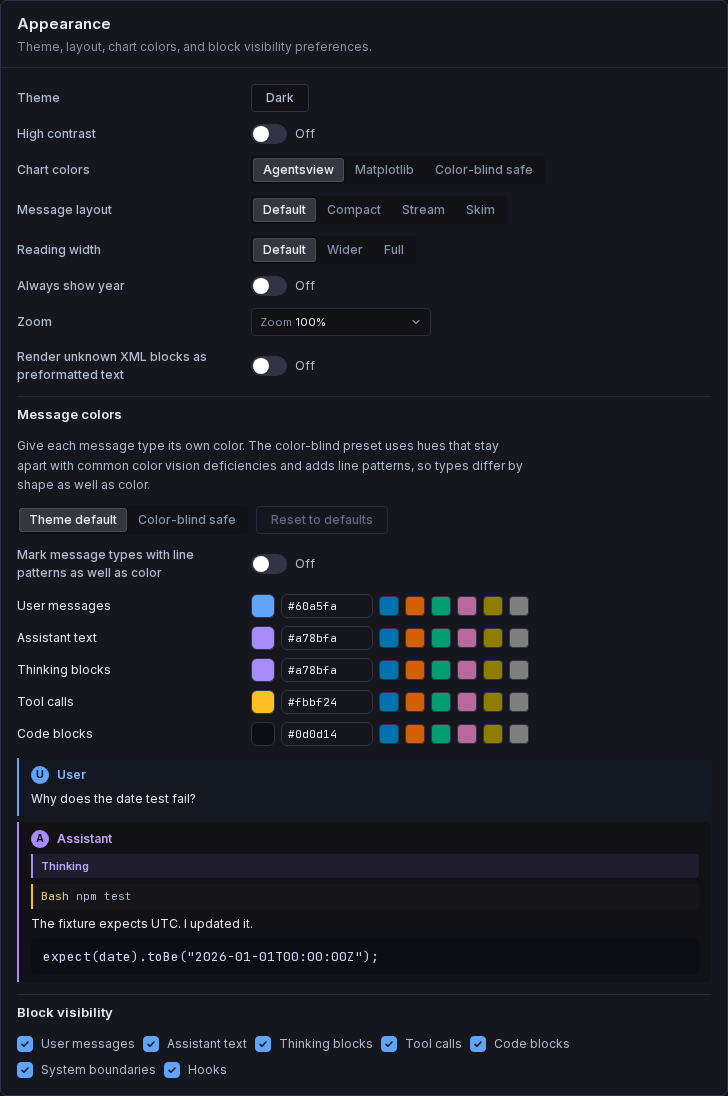 Appearance
Theme, layout, chart colors, and block visibility preferences.
Theme Dark
High contrast Off
Chart colors Agentsview Matplotlib Color-blind safe
Message layout Default Compact Stream Skim
Reading width Default Wider Full
Always show year Off
Zoom Zoom 100%
Render unknown XML blocks as
preformatted text Off
Message colors
Give each message type its own color. The color-blind preset uses hues that stay
apart with common color vision deficiencies and adds line patterns, so types differ by
shape as well as color.
Theme default Color-blind safe Reset to defaults
Mark message types with line
patterns as well as color Off
User messages #60a5fa
Assistant text #a78bfa
Thinking blocks #a78bfa
Tool calls #fbbf24
Code blocks #0d0d14
U User
Why does the date test fail?
A Assistant
Thinking
Bash npm test
The fixture expects UTC. I updated it.
expect(date).toBe("2026-01-01T00:00:00Z");
Block visibility
User messages Assistant text Thinking blocks Tool calls Code blocks
System boundaries Hooks